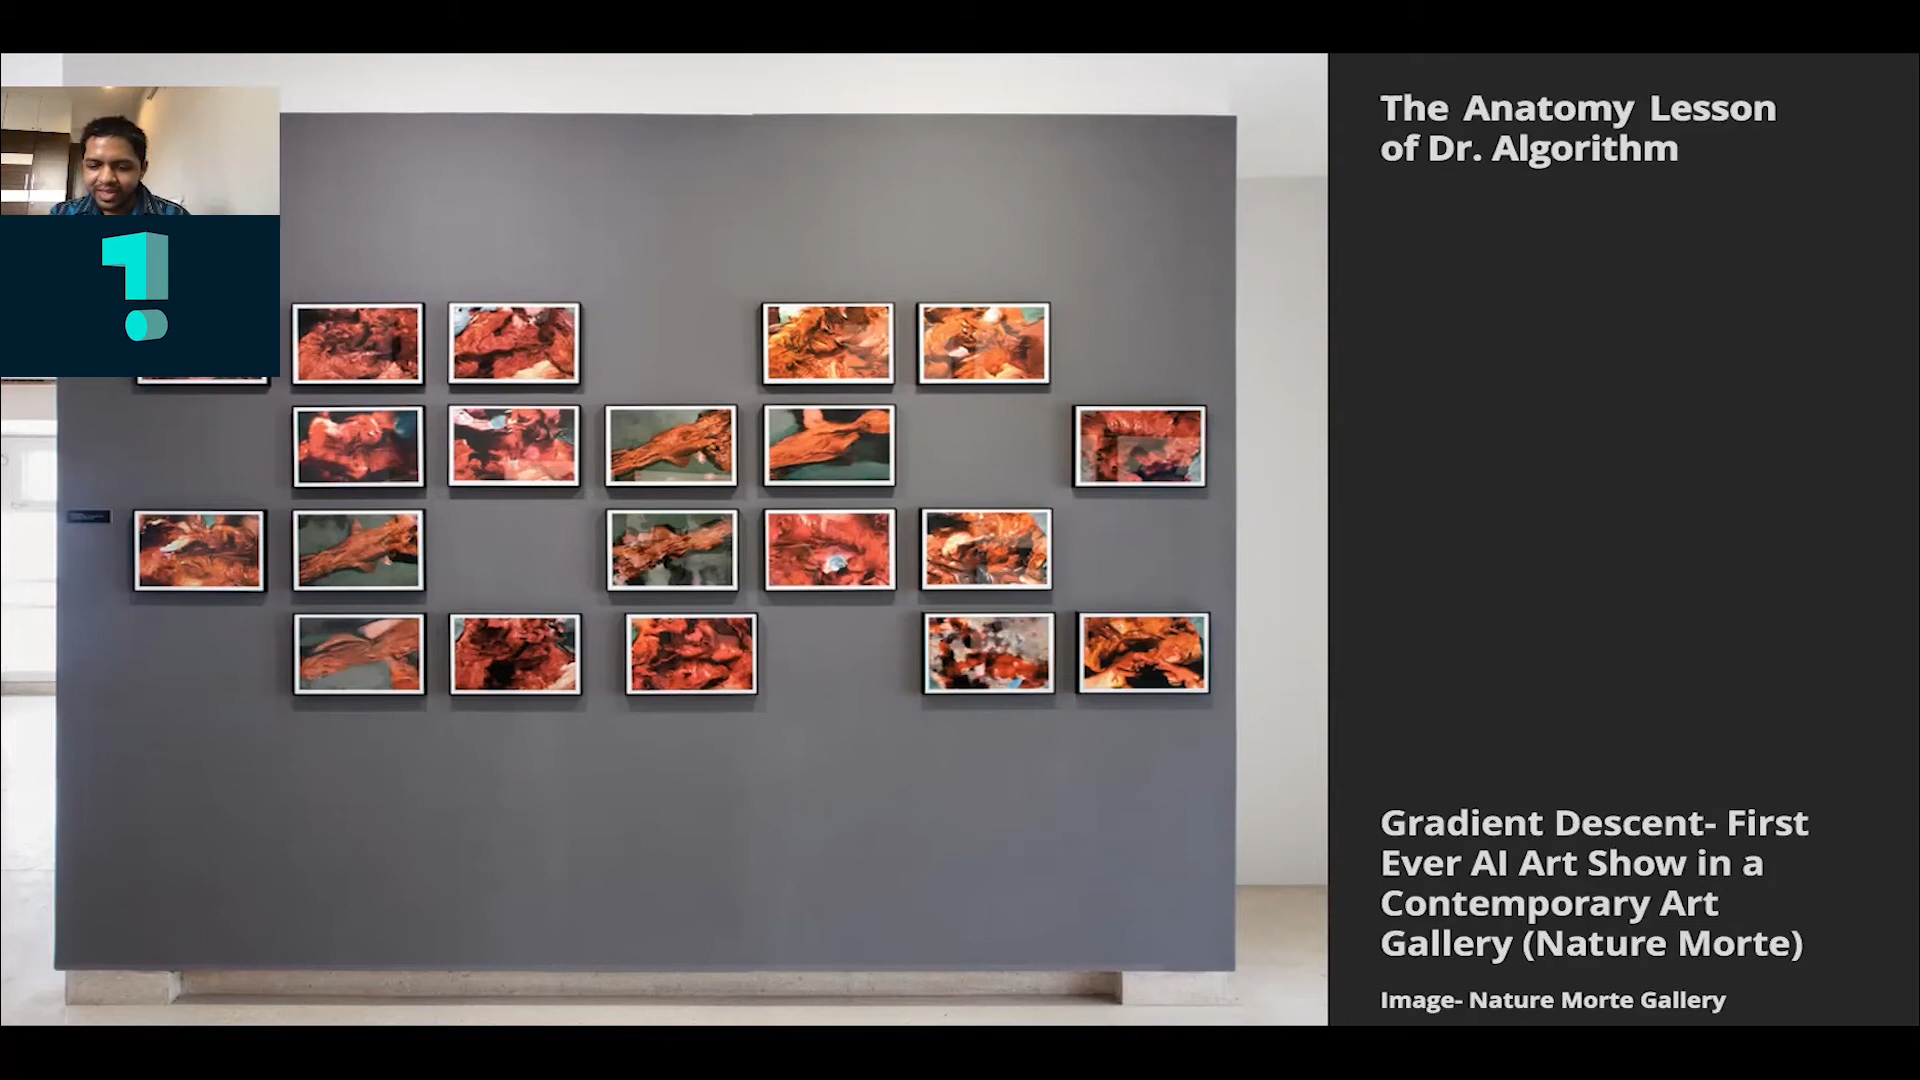 The Anatomy Lesson
of Dr. Algorithm
Gradient Descent- First
Ever AI Art Show in a
Contemporary Art
Gallery (Nature Morte)
Image- Nature Morte Gallery